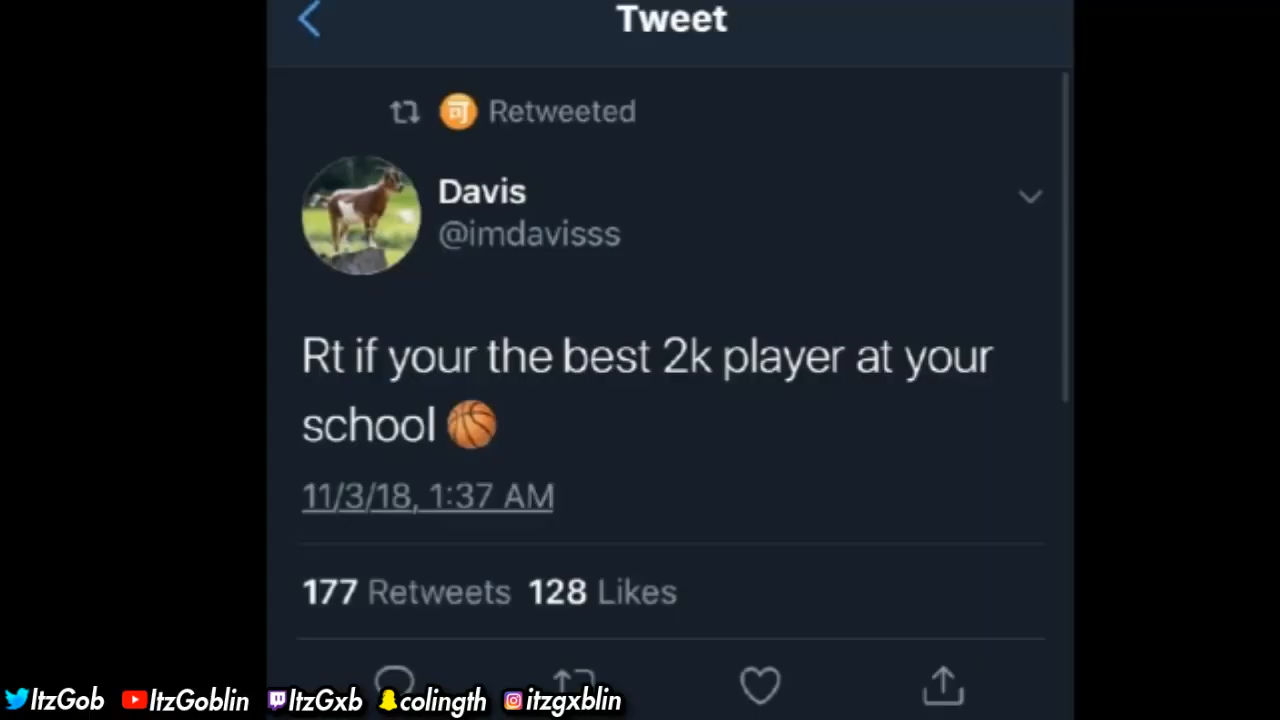 Tweet
🉑 Retweeted
Davis
@imdavisss
Rt if your the best 2k player at your
school 🏀
11/3/18, 1:37 AM
177 Retweets 128 Likes
ItzGob ItzGoblin ItzGxb colingth itzgxblin